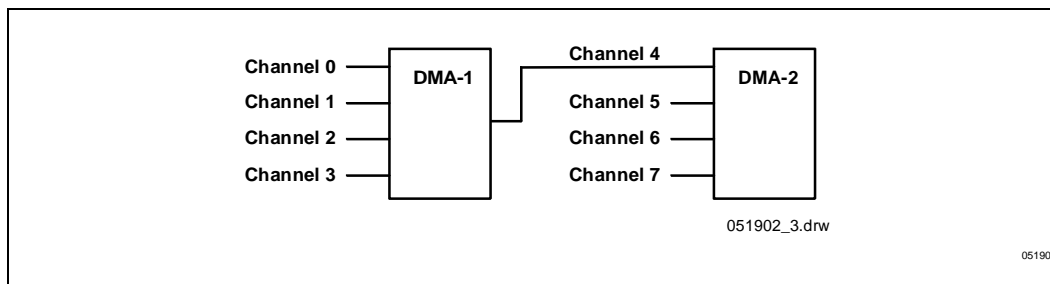 Channel 0
Channel 1
Channel 2
Channel 3
DMA-1
Channel 4
Channel 5
Channel 6
Channel 7
DMA-2
051902_3.drw
05190